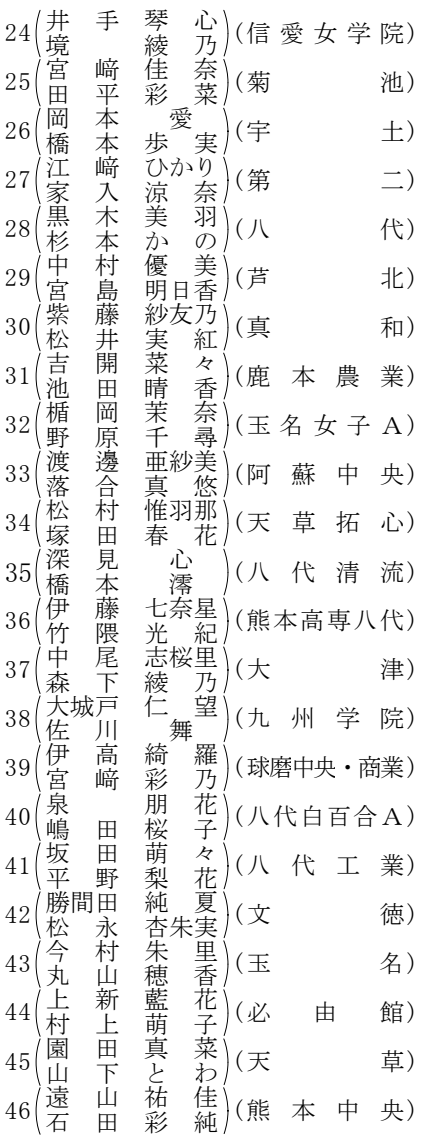 24(井手琴心
境綾乃)(信愛女学院)
25(宮﨑佳奈
田平彩菜)(菊池)
26(岡本愛
橋本歩実)(宇土)
27(江﨑ひかり
家入涼奈)(第二)
28(黒木美羽
杉本かの)(八代)
29(中村優美
宮島明日香)(芦北)
30(紫藤紗友乃
松井実紅)(真和)
31(吉開菜々
池田晴香)(鹿本農業)
32(楯岡茉奈
野原千尋)(玉名女子A)
33(渡邊亜紗美
落合真悠)(阿蘇中央)
34(松村惟羽那
塚田春花)(天草拓心)
35(深見心
橋本澪)(八代清流)
36(伊藤七奈星
竹隈光紀)(熊本高専八代)
37(中尾志桜里
森下綾乃)(大津)
38(大城戸仁望
佐川舞)(九州学院)
39(伊高綺羅
宮﨑彩乃)(球磨中央・商業)
40(泉朋花
嶋田桜子)(八代白百合A)
41(坂田萌々
平野梨花)(八代工業)
42(勝間田純夏
松永杏朱実)(文徳)
43(今村朱里
丸山穂香)(玉名)
44(上新藍花
村上萌子)(必由館)
45(園田真菜
山下とわ)(天草)
46(遠山祐佳
石田彩純)(熊本中央)